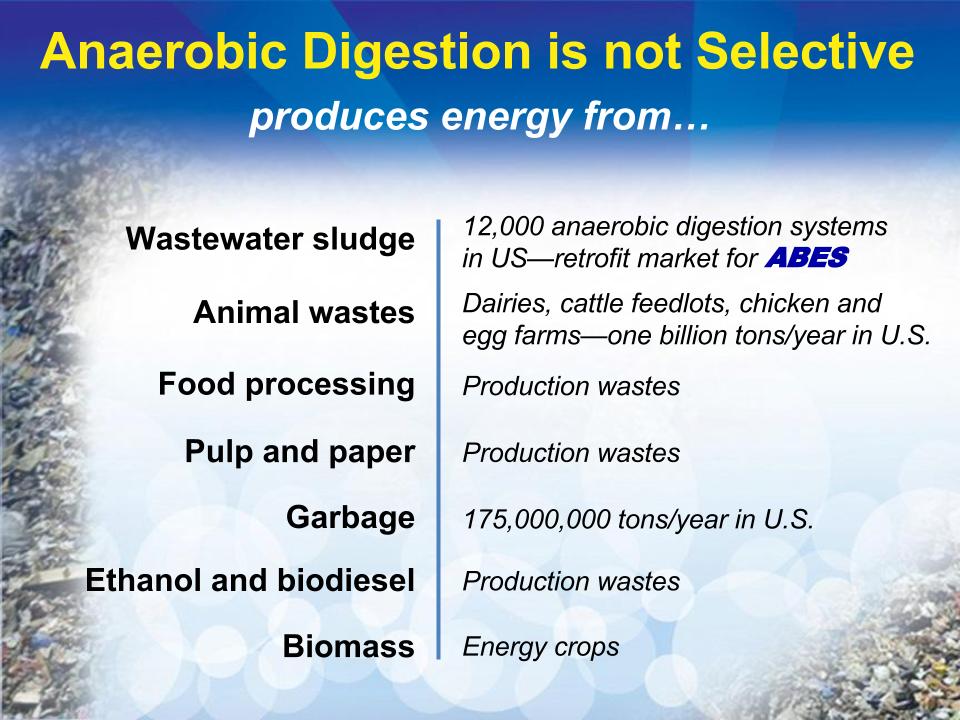 Anaerobic Digestion is not Selective
produces energy from…
Wastewater sludge
12,000 anaerobic digestion systems
in US—retrofit market for ABES
Animal wastes
Dairies, cattle feedlots, chicken and
egg farms—one billion tons/year in U.S.
Food processing
Production wastes
Pulp and paper
Production wastes
Garbage
175,000,000 tons/year in U.S.
Ethanol and biodiesel
Production wastes
Biomass
Energy crops